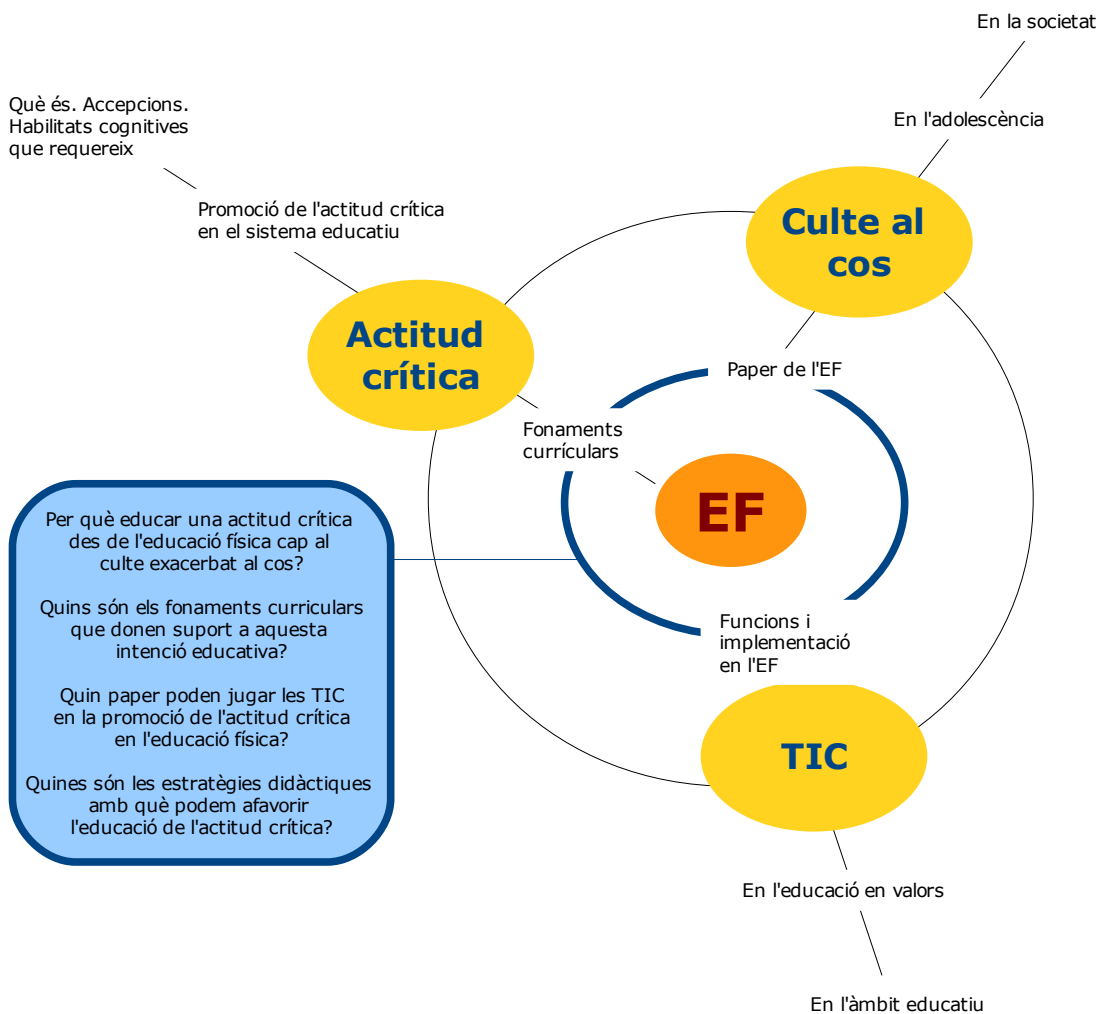 En la societat
Què és. Accepcions.
Habilitats cognitives
que requereix
En l'adolescència
Promoció de l'actitud crítica
en el sistema educatiu
Culte al
cos
Actitud
crítica
Paper de l'EF
Fonaments
currículars
EF
Per què educar una actitud crítica
des de l'educació física cap al
culte exacerbat al cos?
Quins són els fonaments curriculars
que donen suport a aquesta
intenció educativa?
Quin paper poden jugar les TIC
en la promoció de l'actitud crítica
en l'educació física?
Quines són les estratègies didàctiques
amb què podem afavorir
l'educació de l'actitud crítica?
Funcions i
implementació
en l'EF
TIC
En l'educació en valors
En l'àmbit educatiu